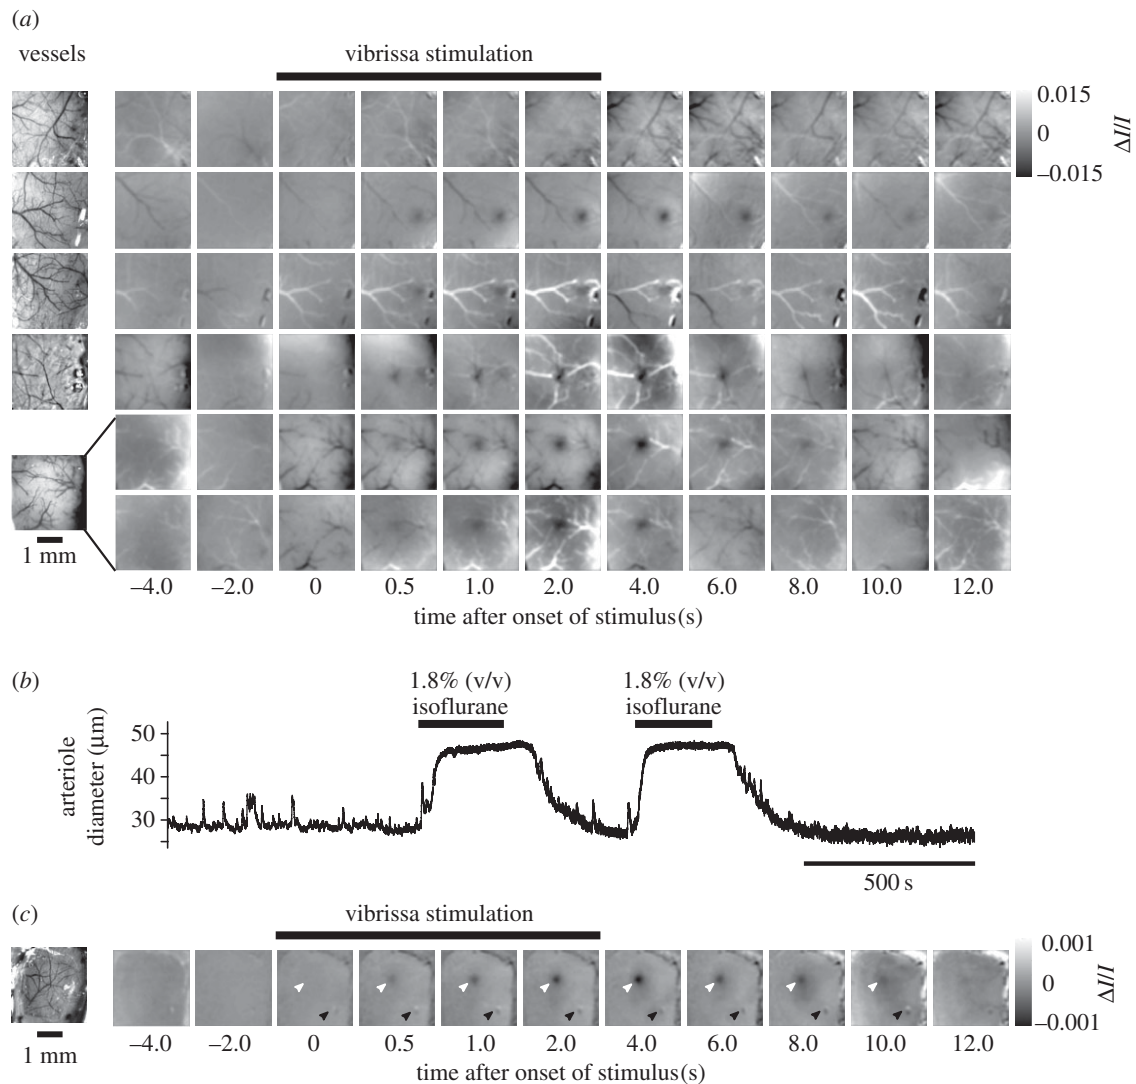 (a)
vessels
vibrissa stimulation
0.015
0
–0.015
ΔI/I
1 mm
–4.0 –2.0 0 0.5 1.0 2.0 4.0 6.0 8.0 10.0 12.0
time after onset of stimulus(s)
(b)
1.8% (v/v) 1.8% (v/v)
isoflurane isoflurane
arteriole
diameter (μm)
50
40
30
500 s
(c)
vibrissa stimulation
0.001
0
–0.001
ΔI/I
1 mm
–4.0 –2.0 0 0.5 1.0 2.0 4.0 6.0 8.0 10.0 12.0
time after onset of stimulus(s)